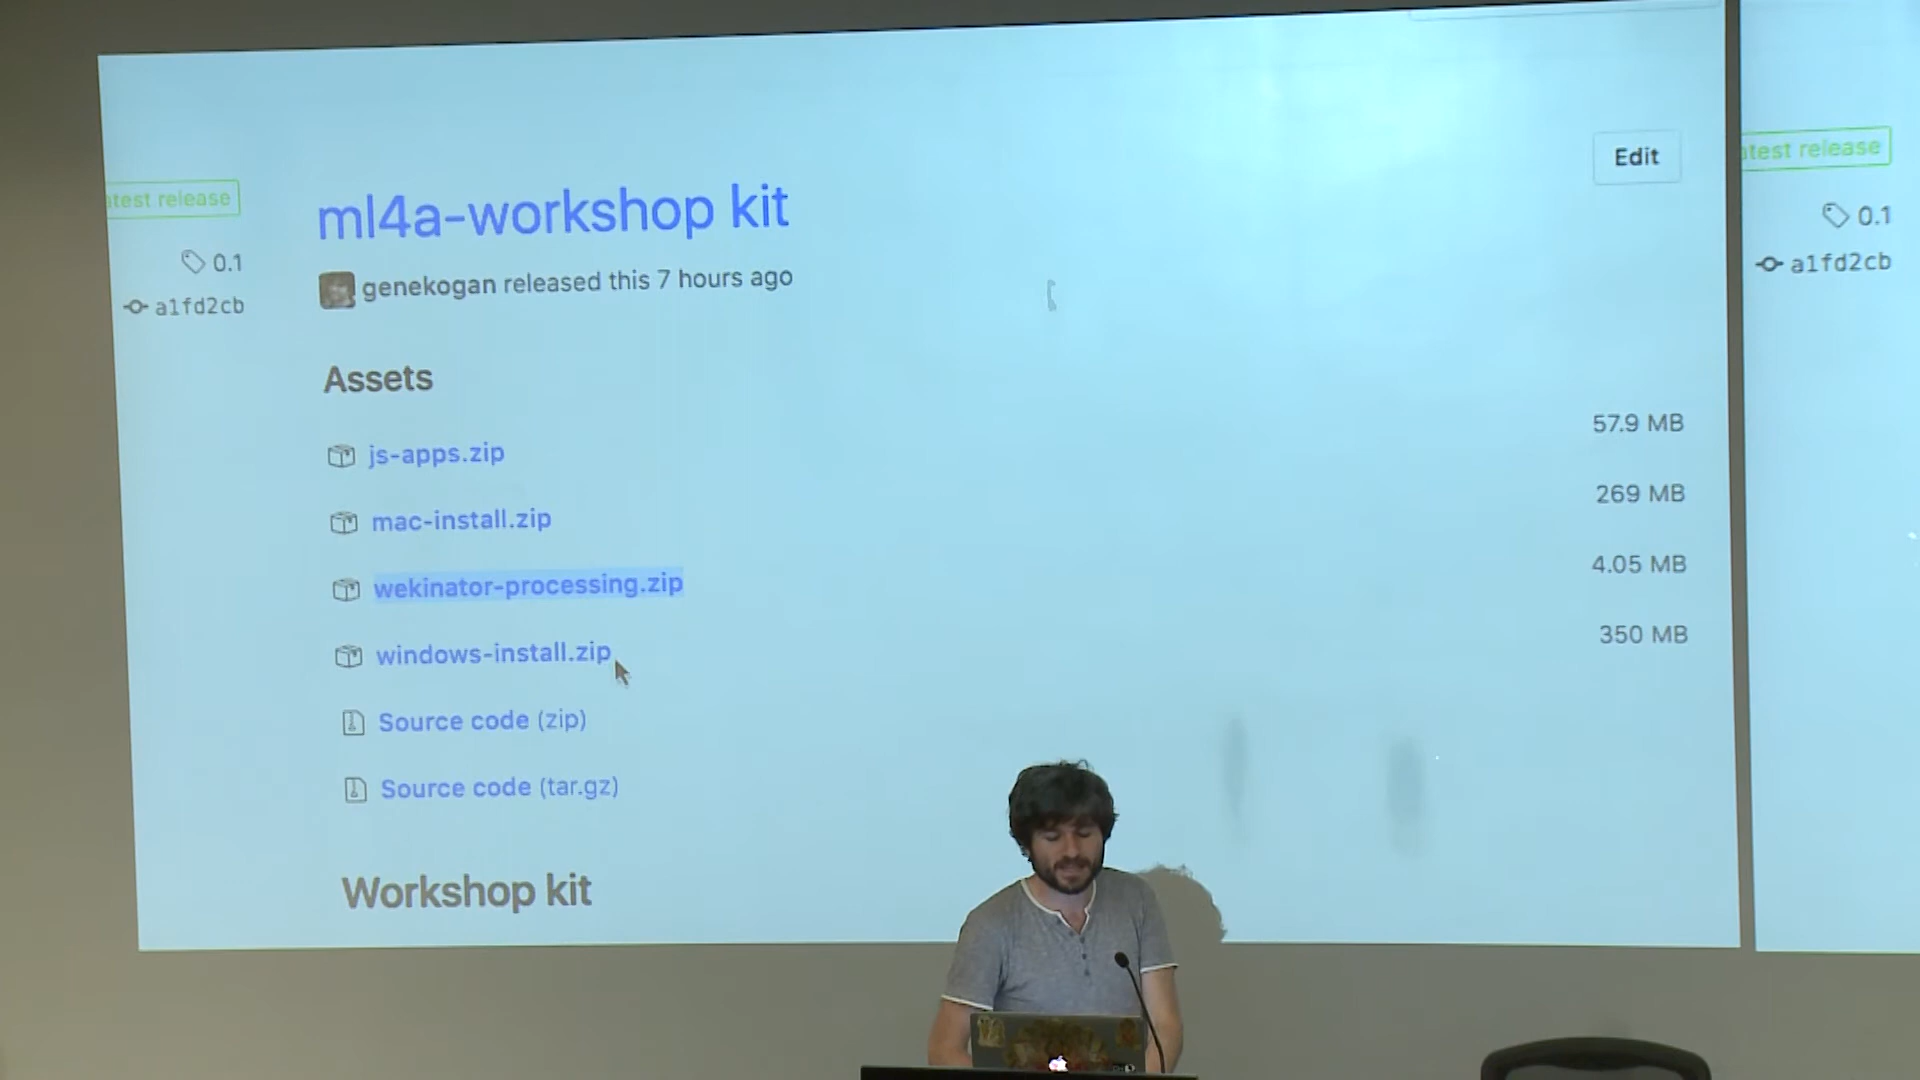 atest release
0.1
a1fd2cb
ml4a-workshop kit
genekogan released this 7 hours ago
Edit
Assets
js-apps.zip
57.9 MB
mac-install.zip
269 MB
wekinator-processing.zip
4.05 MB
windows-install.zip
350 MB
Source code (zip)
Source code (tar.gz)
Workshop kit
atest release
0.1
a1fd2cb